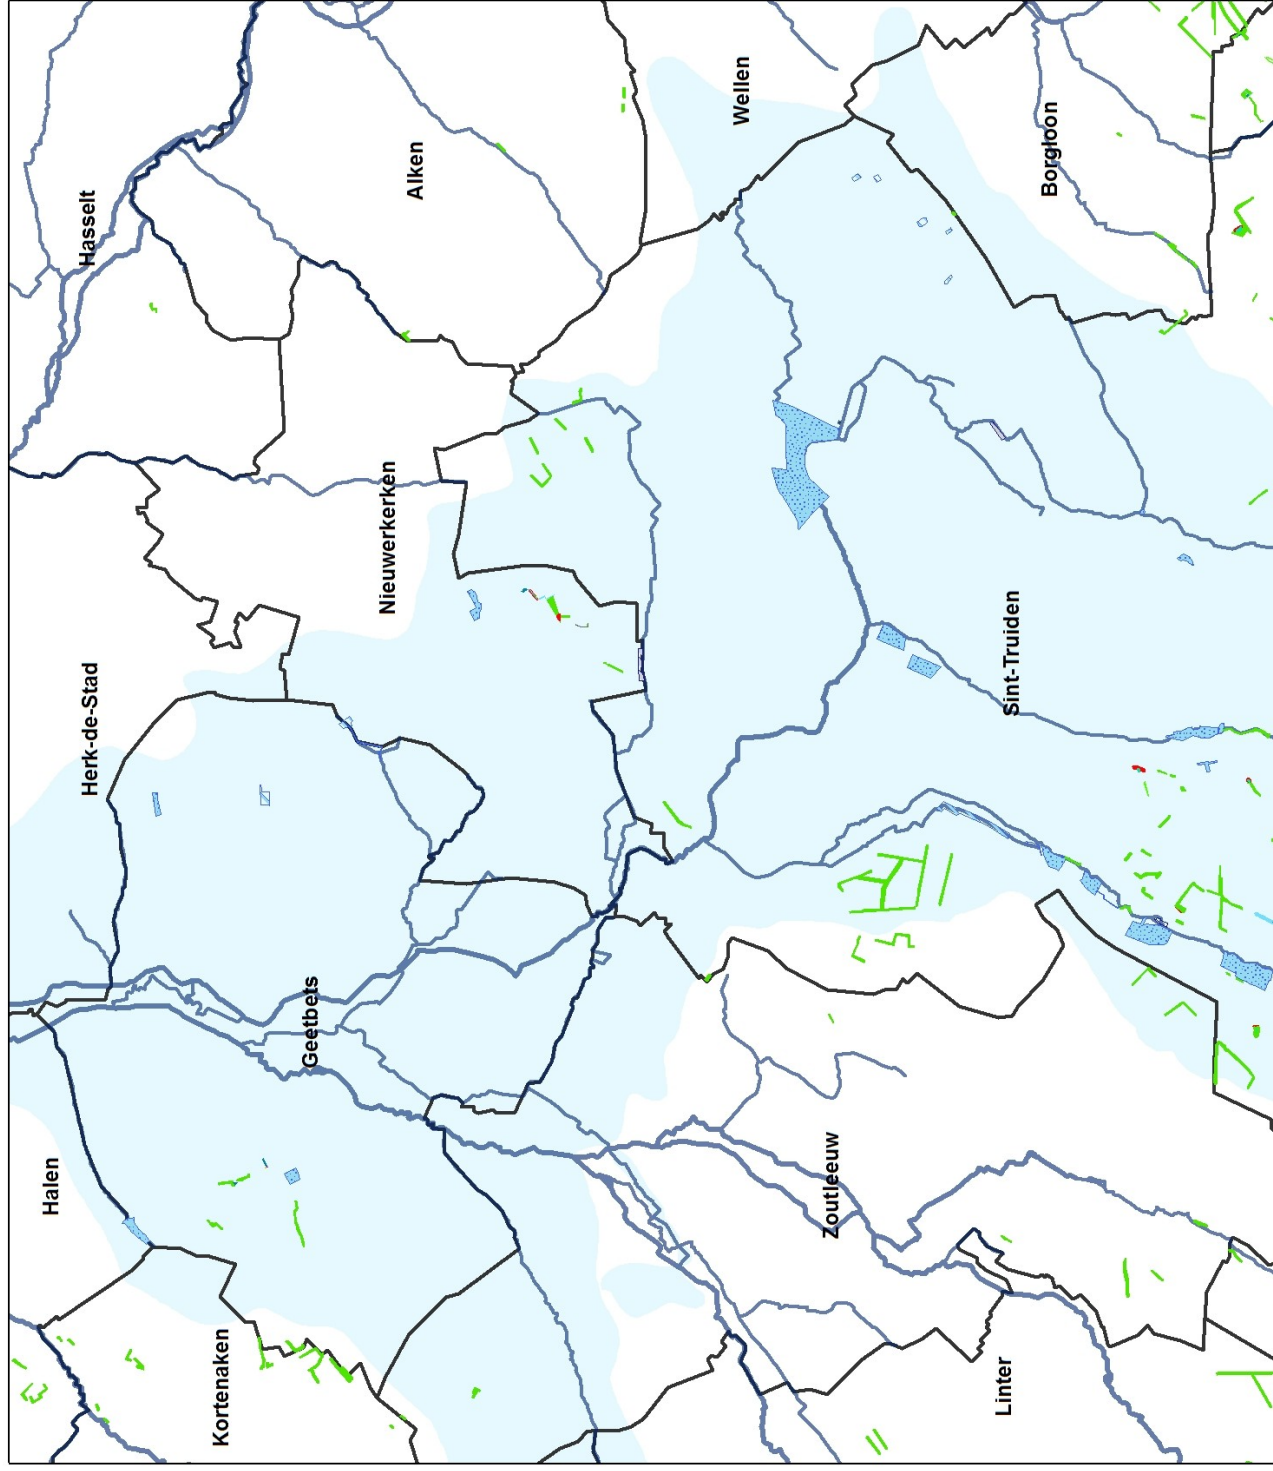 Halen
Herk-de-Stad
Hasselt
Kortenaken
Geetbets
Nieuwerkerken
Alken
Wellen
Zoutleeuw
Linter
Sint-Truiden
Borgloon